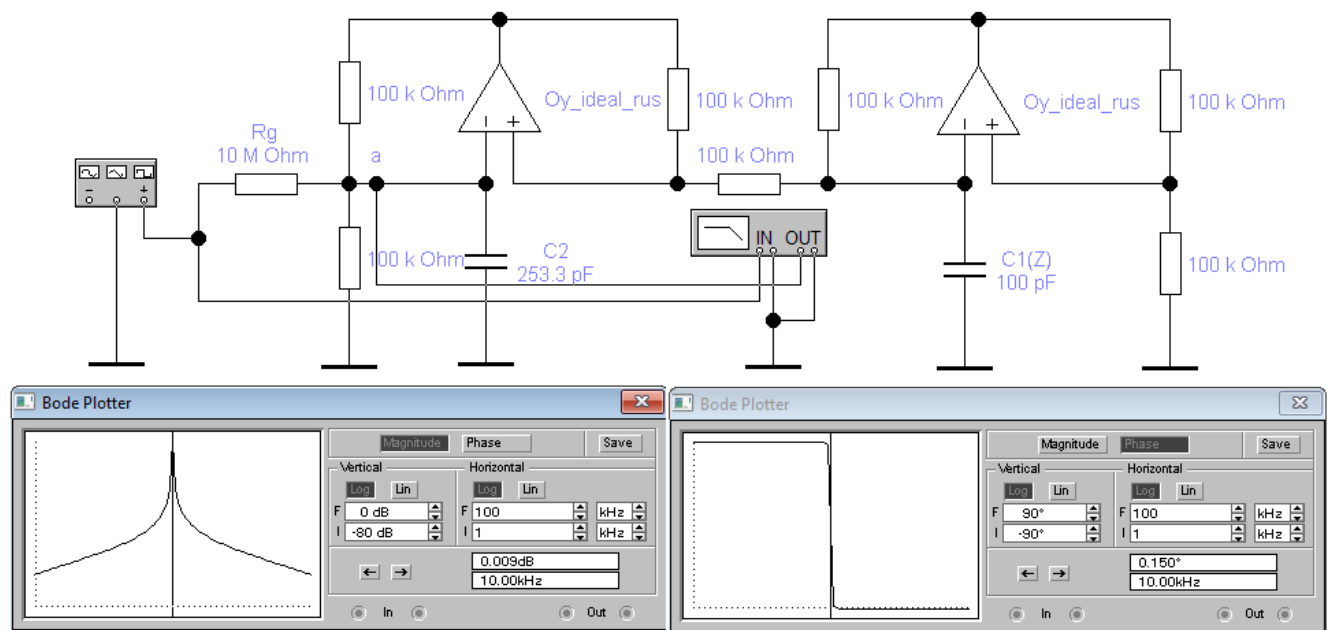 100 k Ohm
Oy_ideal_rus
100 k Ohm
100 k Ohm
Oy_ideal_rus
100 k Ohm
Rg
10 M Ohm
a
100 k Ohm
IN OUT
100 k Ohm
C2
253.3 pF
C1(Z)
100 pF
100 k Ohm
Bode Plotter
Magnitude Phase Save
Vertical Horizontal
Log Lin Log Lin
F 0 dB F 100 kHz
I -80 dB I 1 kHz
0.009dB
10.00kHz
In Out
Bode Plotter
Magnitude Phase Save
Vertical Horizontal
Log Lin Log Lin
F 90° F 100 kHz
I -90° I 1 kHz
0.150°
10.00kHz
In Out